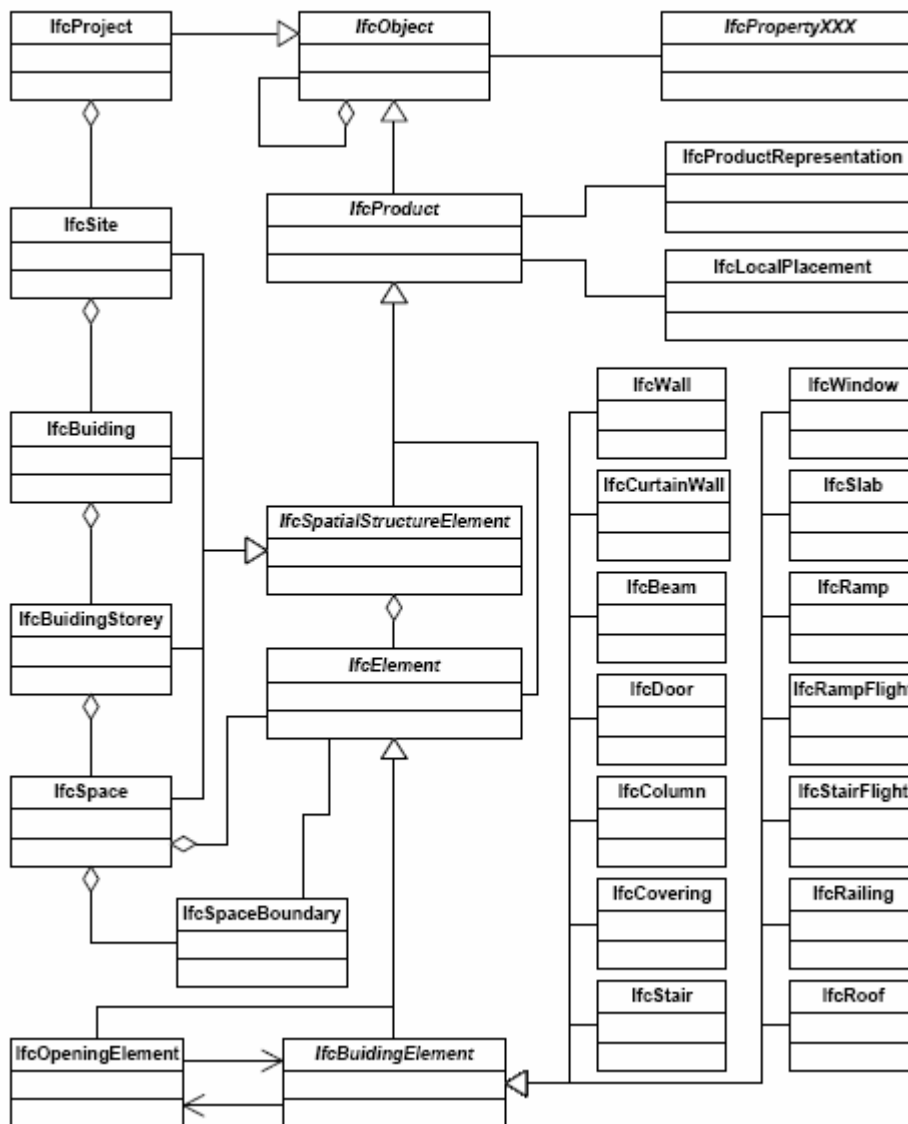 IfcProject
IfcObject
IfcPropertyXXX
IfcProductRepresentation
IfcSite
IfcProduct
IfcLocalPlacement
IfcWall
IfcWindow
IfcBuiding
IfcCurtainWall
IfcSlab
IfcSpatialStructureElement
IfcBeam
IfcRamp
IfcBuidingStorey
IfcElement
IfcDoor
IfcRampFlight
IfcSpace
IfcColumn
IfcStairFlight
IfcSpaceBoundary
IfcCovering
IfcRailing
IfcStair
IfcRoof
IfcOpeningElement
IfcBuidingElement